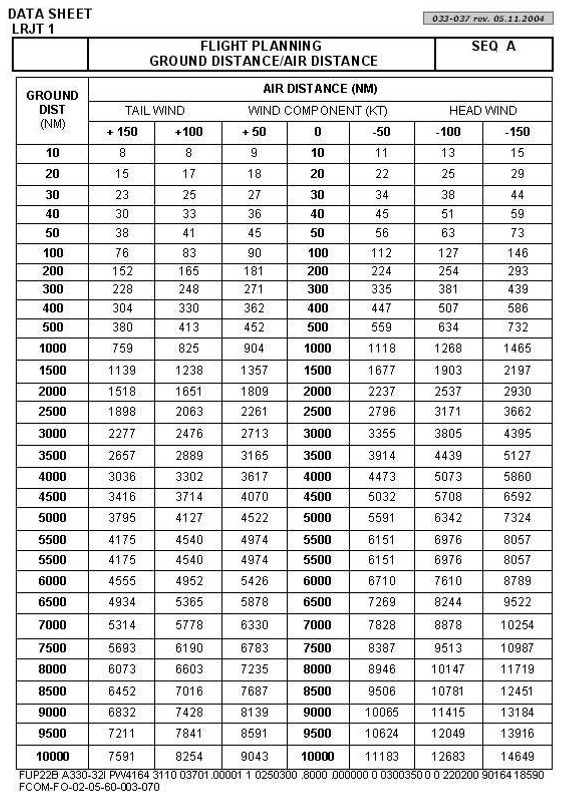 DATA SHEET
LRJT 1
033-037 rev. 05.11.2004
FLIGHT PLANNING
GROUND DISTANCE/AIR DISTANCE
SEQ A
GROUND DIST (NM)
AIR DISTANCE (NM)
TAIL WIND WIND COMPONENT (KT) HEAD WIND
+ 150 +100 + 50 0 -50 -100 -150
10 8 8 9 10 11 13 15
20 15 17 18 20 22 25 29
30 23 25 27 30 34 38 44
40 30 33 36 40 45 51 59
50 38 41 45 50 56 63 73
100 76 83 90 100 112 127 146
200 152 165 181 200 224 254 293
300 228 248 271 300 335 381 439
400 304 330 362 400 447 507 586
500 380 413 452 500 559 634 732
1000 759 825 904 1000 1118 1268 1465
1500 1139 1238 1357 1500 1677 1903 2197
2000 1518 1651 1809 2000 2237 2537 2930
2500 1898 2063 2261 2500 2796 3171 3662
3000 2277 2476 2713 3000 3355 3805 4395
3500 2657 2889 3165 3500 3914 4439 5127
4000 3036 3302 3617 4000 4473 5073 5860
4500 3416 3714 4070 4500 5032 5708 6592
5000 3795 4127 4522 5000 5591 6342 7324
5500 4175 4540 4974 5500 6151 6976 8057
5500 4175 4540 4974 5500 6151 6976 8057
6000 4555 4952 5426 6000 6710 7610 8789
6500 4934 5365 5878 6500 7269 8244 9522
7000 5314 5778 6330 7000 7828 8878 10254
7500 5693 6190 6783 7500 8387 9513 10987
8000 6073 6603 7235 8000 8946 10147 11719
8500 6452 7016 7687 8500 9506 10781 12451
9000 6832 7428 8139 9000 10065 11415 13184
9500 7211 7841 8591 9500 10624 12049 13916
10000 7591 8254 9043 10000 11183 12683 14649
FUP22B A330-32I PW4164 3110 03701.00001 1 0250300 .8000 .000000 0 0300350 0 0 220200 90164 18590
FCOM-FO-02-05-60-003-070